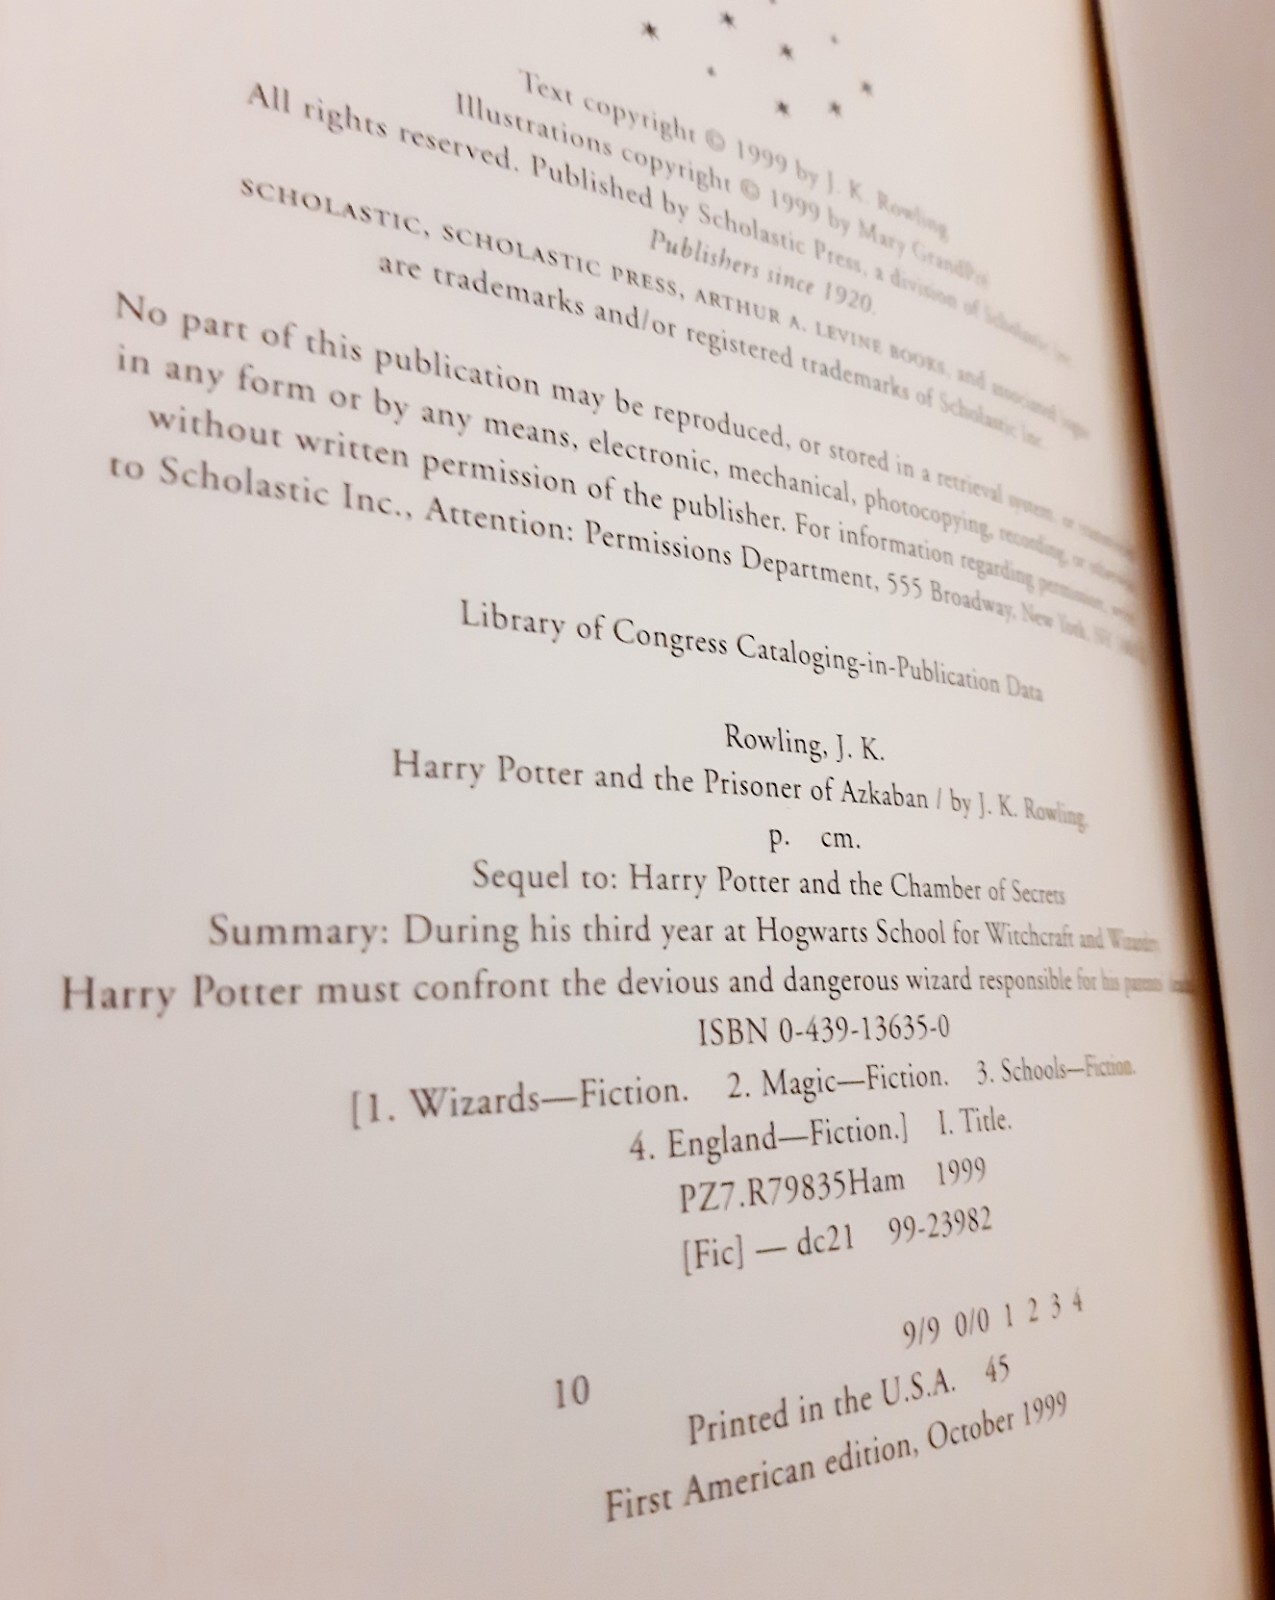 Text copyright © 1999 by J. K. Rowling
Illustrations copyright © 1999 by Mary GrandPré
All rights reserved. Published by Scholastic Press, a division of Scholastic Inc.
Publishers since 1920.
SCHOLASTIC, SCHOLASTIC PRESS, ARTHUR A. LEVINE BOOKS, and associated logos
are trademarks and/or registered trademarks of Scholastic Inc.
No part of this publication may be reproduced, or stored in a retrieval system, or
in any form or by any means, electronic, mechanical, photocopying, recording, or
without written permission of the publisher. For information regarding permission, write
to Scholastic Inc., Attention: Permissions Department, 555 Broadway, New York, NY
Library of Congress Cataloging-in-Publication Data
Rowling, J. K.
Harry Potter and the Prisoner of Azkaban / by J. K. Rowling.
p. cm.
Sequel to: Harry Potter and the Chamber of Secrets
Summary: During his third year at Hogwarts School for Witchcraft and Wizardry,
Harry Potter must confront the devious and dangerous wizard responsible for his parents
ISBN 0-439-13635-0
[1. Wizards—Fiction. 2. Magic—Fiction. 3. Schools—Fiction.
4. England—Fiction.] I. Title.
PZ7.R79835Ham 1999
[Fic] — dc21 99-23982
10 9/9 0/0 1 2 3 4
Printed in the U.S.A. 45
First American edition, October 1999